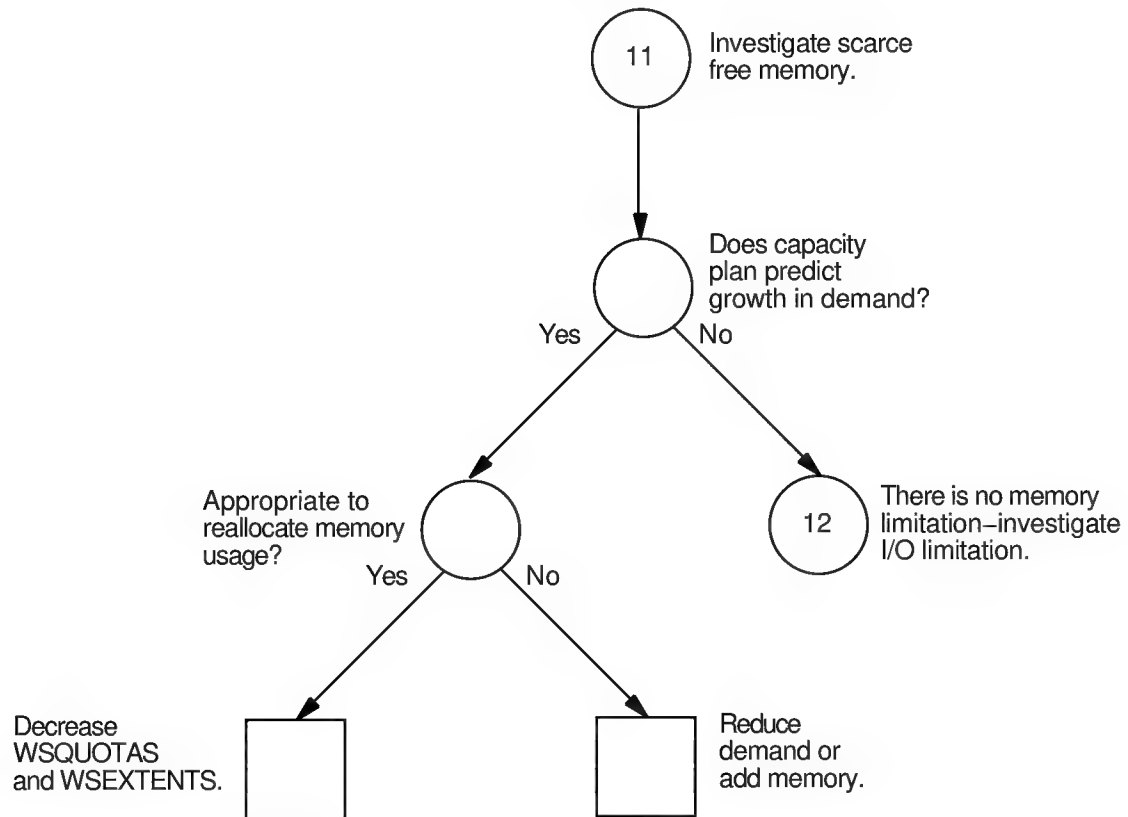 11
Investigate scarce
free memory.
Does capacity
plan predict
growth in demand?
Yes
No
Appropriate to
reallocate memory
usage?
12
There is no memory
limitation–investigate
I/O limitation.
Yes
No
Decrease
WSQUOTAS
and WSEXTENTS.
Reduce
demand or
add memory.